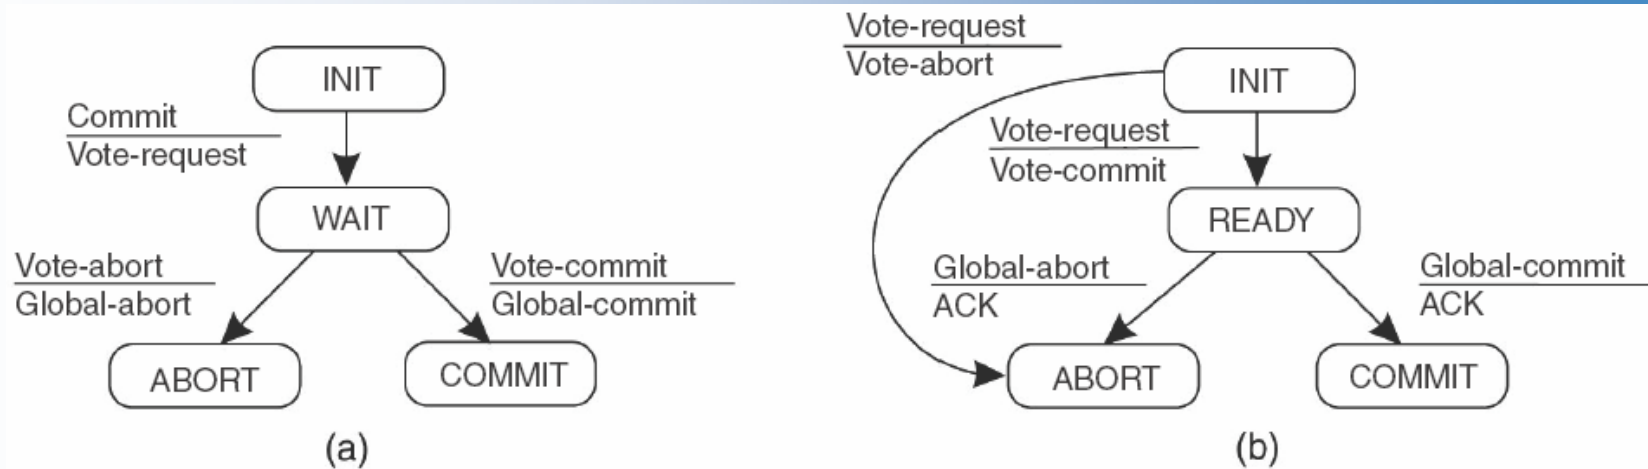 INIT
Commit
Vote-request
WAIT
Vote-abort
Global-abort
Vote-commit
Global-commit
ABORT
COMMIT
(a)
Vote-request
Vote-abort
INIT
Vote-request
Vote-commit
READY
Global-abort
ACK
Global-commit
ACK
ABORT
COMMIT
(b)